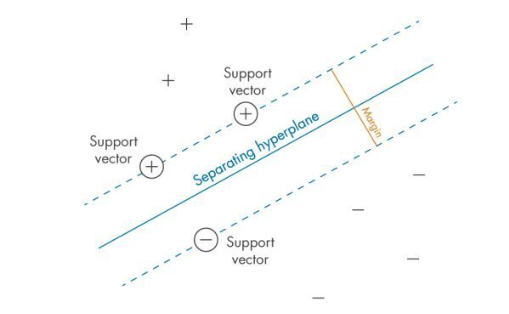 +
+
Support
vector
+
Support
vector
+
Separating hyperplane
Margin
−
Support
vector
−
−
−
−